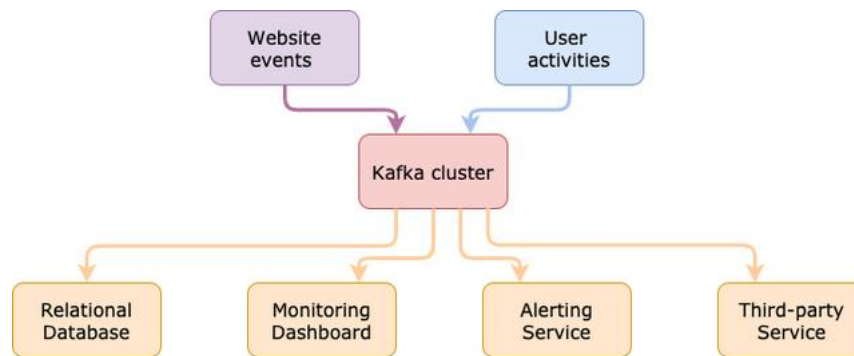 Website
events
User
activities
Kafka cluster
Relational
Database
Monitoring
Dashboard
Alerting
Service
Third-party
Service